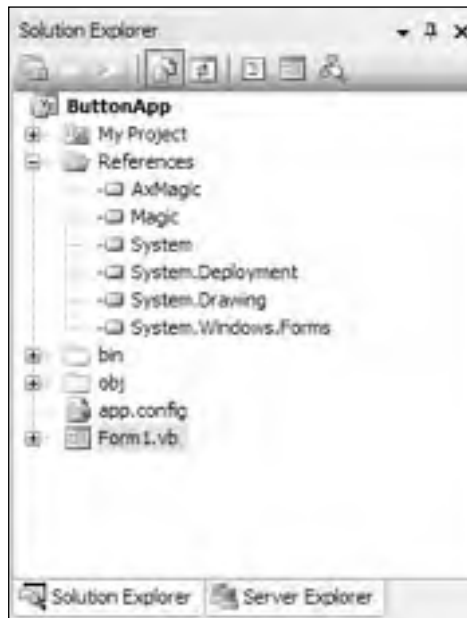 Solution Explorer
ButtonApp
My Project
References
AxMagic
Magic
System
System.Deployment
System.Drawing
System.Windows.Forms
bin
obj
app.config
Form1.vb
Solution Explorer
Server Explorer